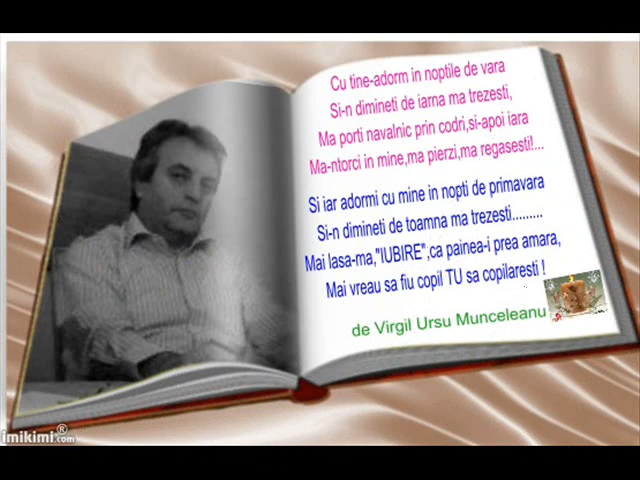 Cu tine-adorm in noptile de vara
Si-n dimineti de iarna ma trezesti,
Ma porti navalnic prin codri,si-apoi iara
Ma-ntorci in mine,ma pierzi,ma regasesti!...
Si iar adormi cu mine in nopti de primavara
Si-n dimineti de toamna ma trezesti.........
Mai lasa-ma,"IUBIRE",ca painea-i prea amara,
Mai vreau sa fiu copil TU sa copilaresti !
de Virgil Ursu Munceleanu
imikimi®.com